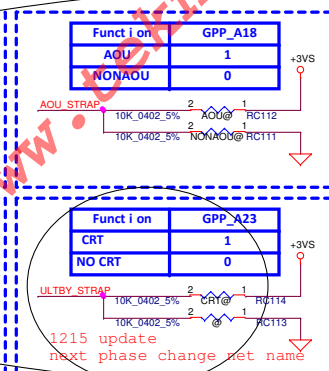 Funct i on GPP_A18
AOU 1
NONAOU 0
+3VS
AOU_STRAP
2 1
10K_0402_5% AOU@ RC112
2 1
10K_0402_5% NONAOU@ RC111
Funct i on GPP_A23
CRT 1
NO CRT 0
+3VS
ULTBY_STRAP
2 1
10K_0402_5% CRT@ RC114
2 1
10K_0402_5% @ RC113
1215 update
next phase change net name